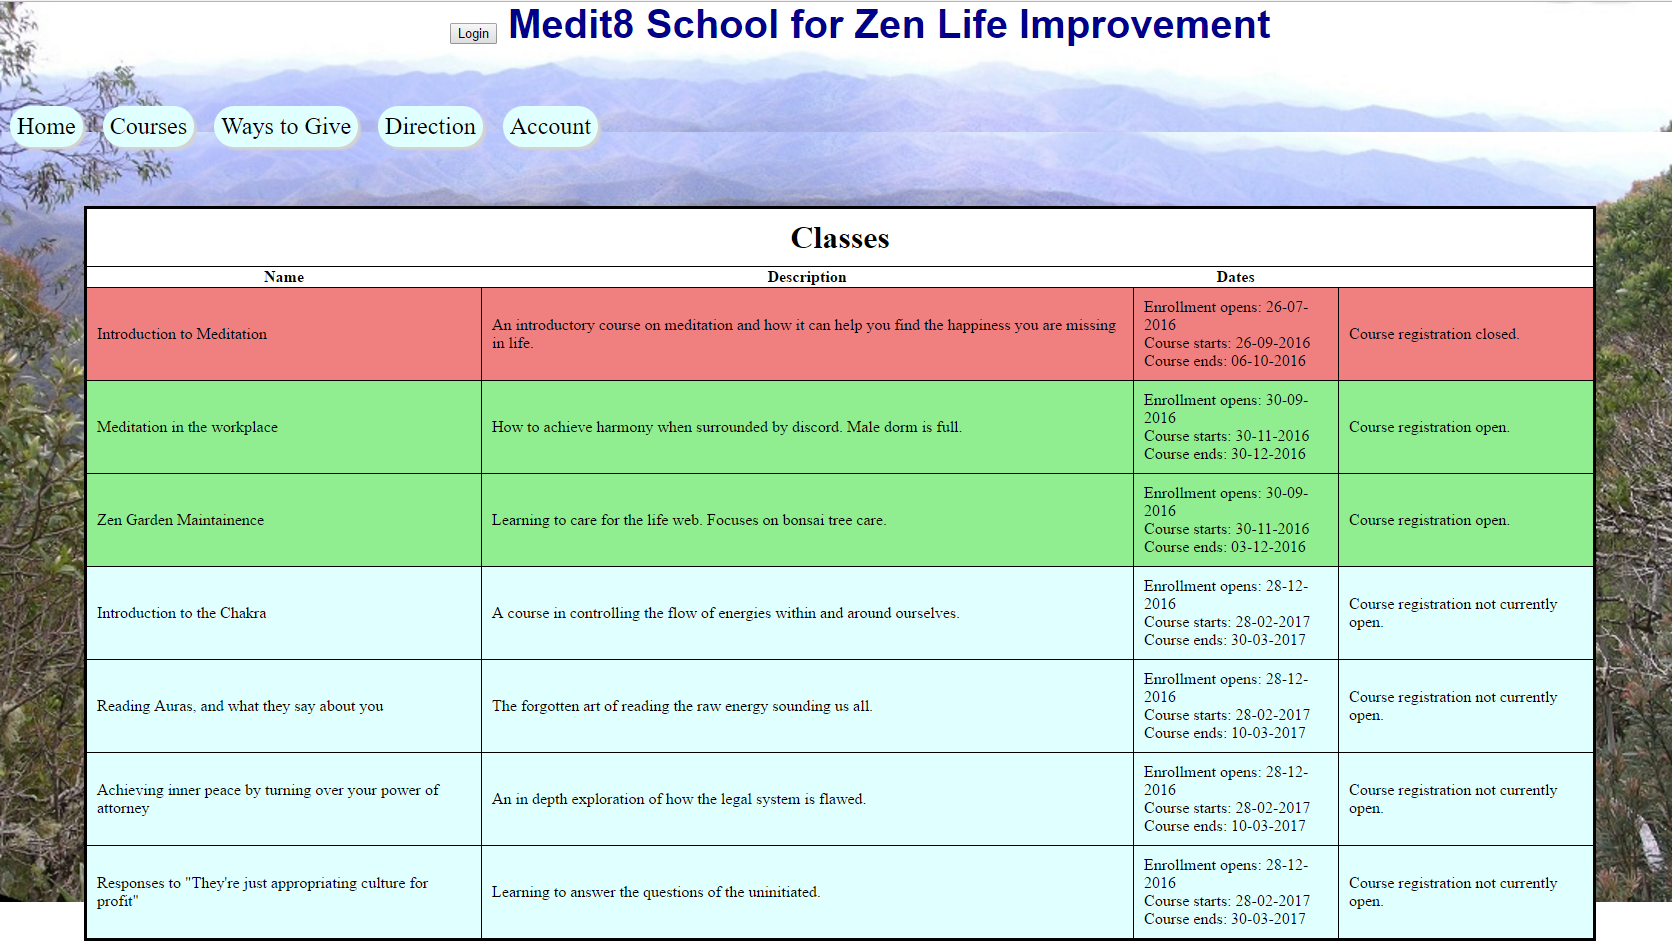 Login Medit8 School for Zen Life Improvement
Home Courses Ways to Give Direction Account
Classes
Name Description Dates
Introduction to Meditation
An introductory course on meditation and how it can help you find the happiness you are missing
in life.
Enrollment opens: 26-07-
2016
Course starts: 26-09-2016
Course ends: 06-10-2016
Course registration closed.
Meditation in the workplace
How to achieve harmony when surrounded by discord. Male dorm is full.
Enrollment opens: 30-09-
2016
Course starts: 30-11-2016
Course ends: 30-12-2016
Course registration open.
Zen Garden Maintainence
Learning to care for the life web. Focuses on bonsai tree care.
Enrollment opens: 30-09-
2016
Course starts: 30-11-2016
Course ends: 03-12-2016
Course registration open.
Introduction to the Chakra
A course in controlling the flow of energies within and around ourselves.
Enrollment opens: 28-12-
2016
Course starts: 28-02-2017
Course ends: 30-03-2017
Course registration not currently
open.
Reading Auras, and what they say about you
The forgotten art of reading the raw energy sounding us all.
Enrollment opens: 28-12-
2016
Course starts: 28-02-2017
Course ends: 10-03-2017
Course registration not currently
open.
Achieving inner peace by turning over your power of
attorney
An in depth exploration of how the legal system is flawed.
Enrollment opens: 28-12-
2016
Course starts: 28-02-2017
Course ends: 10-03-2017
Course registration not currently
open.
Responses to "They're just appropriating culture for
profit"
Learning to answer the questions of the uninitiated.
Enrollment opens: 28-12-
2016
Course starts: 28-02-2017
Course ends: 30-03-2017
Course registration not currently
open.